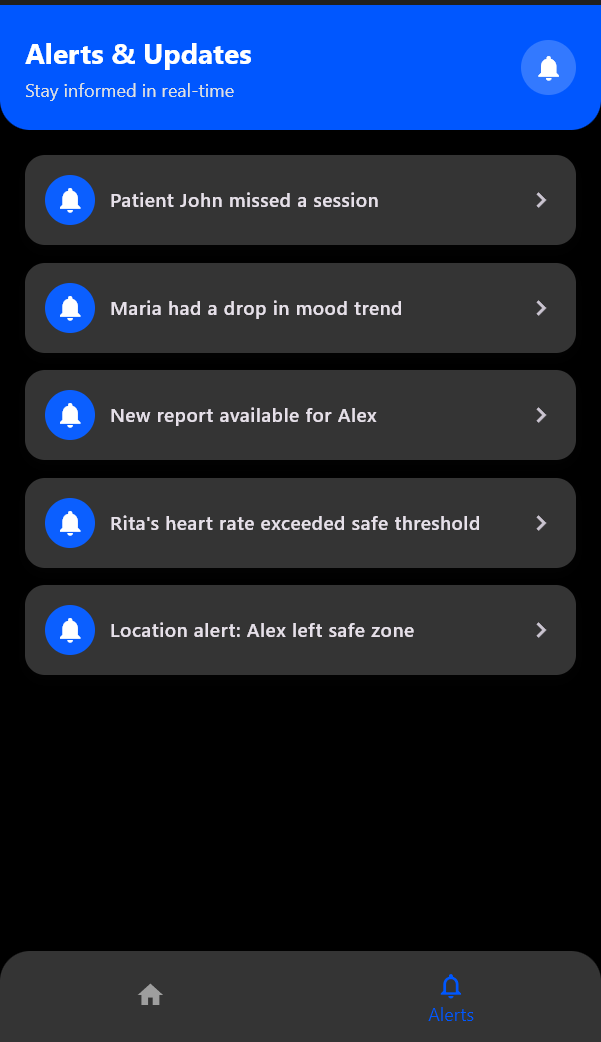 Alerts & Updates
Stay informed in real-time
Patient John missed a session
Maria had a drop in mood trend
New report available for Alex
Rita's heart rate exceeded safe threshold
Location alert: Alex left safe zone
Alerts